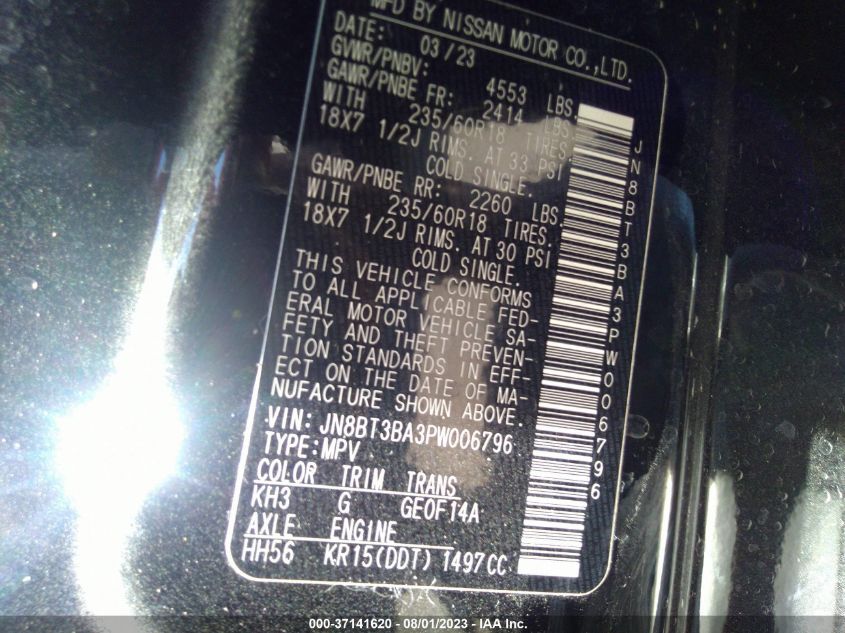 MFD BY NISSAN MOTOR CO.,LTD.
DATE: 03/23
GVWR/PNBV: 4553 LBS.
GAWR/PNBE FR: 2414 LBS.
WITH 235/60R18 TIRES.
18X7 1/2J RIMS. AT 33 PSI
COLD SINGLE.
GAWR/PNBE RR: 2260 LBS.
WITH 235/60R18 TIRES.
18X7 1/2J RIMS. AT 30 PSI
COLD SINGLE.
THIS VEHICLE CONFORMS
TO ALL APPLICABLE FED-
ERAL MOTOR VEHICLE SA-
FETY AND THEFT PREVEN-
TION STANDARDS IN EFF-
ECT ON THE DATE OF MA-
NUFACTURE SHOWN ABOVE.
VIN: JN8BT3BA3PW006796
TYPE:MPV
COLOR TRIM TRANS
KH3 G GE0F14A
AXLE ENGINE
HH56 KR15(DDT) 1497CC
JN8BT3BA3PW006796
000-37141620 - 08/01/2023 - IAA Inc.